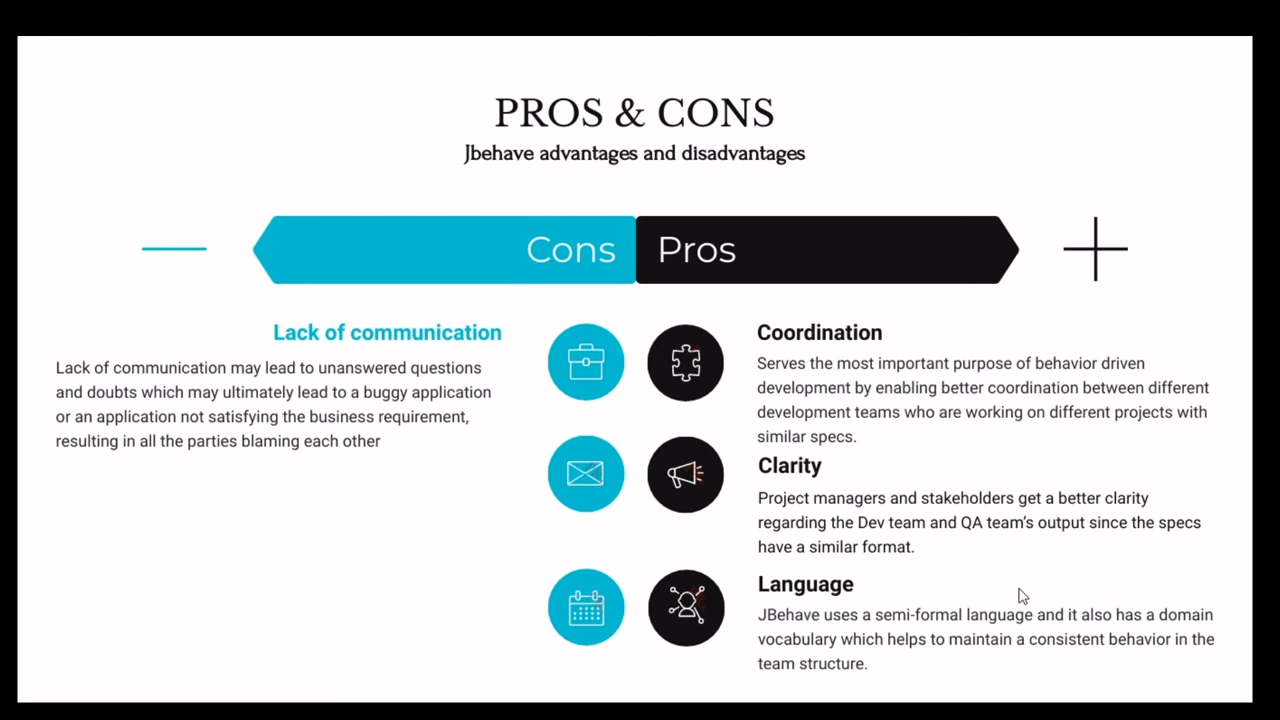 PROS & CONS
Jbehave advantages and disadvantages
Cons
Pros
Lack of communication
Lack of communication may lead to unanswered questions
and doubts which may ultimately lead to a buggy application
or an application not satisfying the business requirement,
resulting in all the parties blaming each other
Coordination
Serves the most important purpose of behavior driven
development by enabling better coordination between different
development teams who are working on different projects with
similar specs.
Clarity
Project managers and stakeholders get a better clarity
regarding the Dev team and QA team's output since the specs
have a similar format.
Language
JBehave uses a semi-formal language and it also has a domain
vocabulary which helps to maintain a consistent behavior in the
team structure.